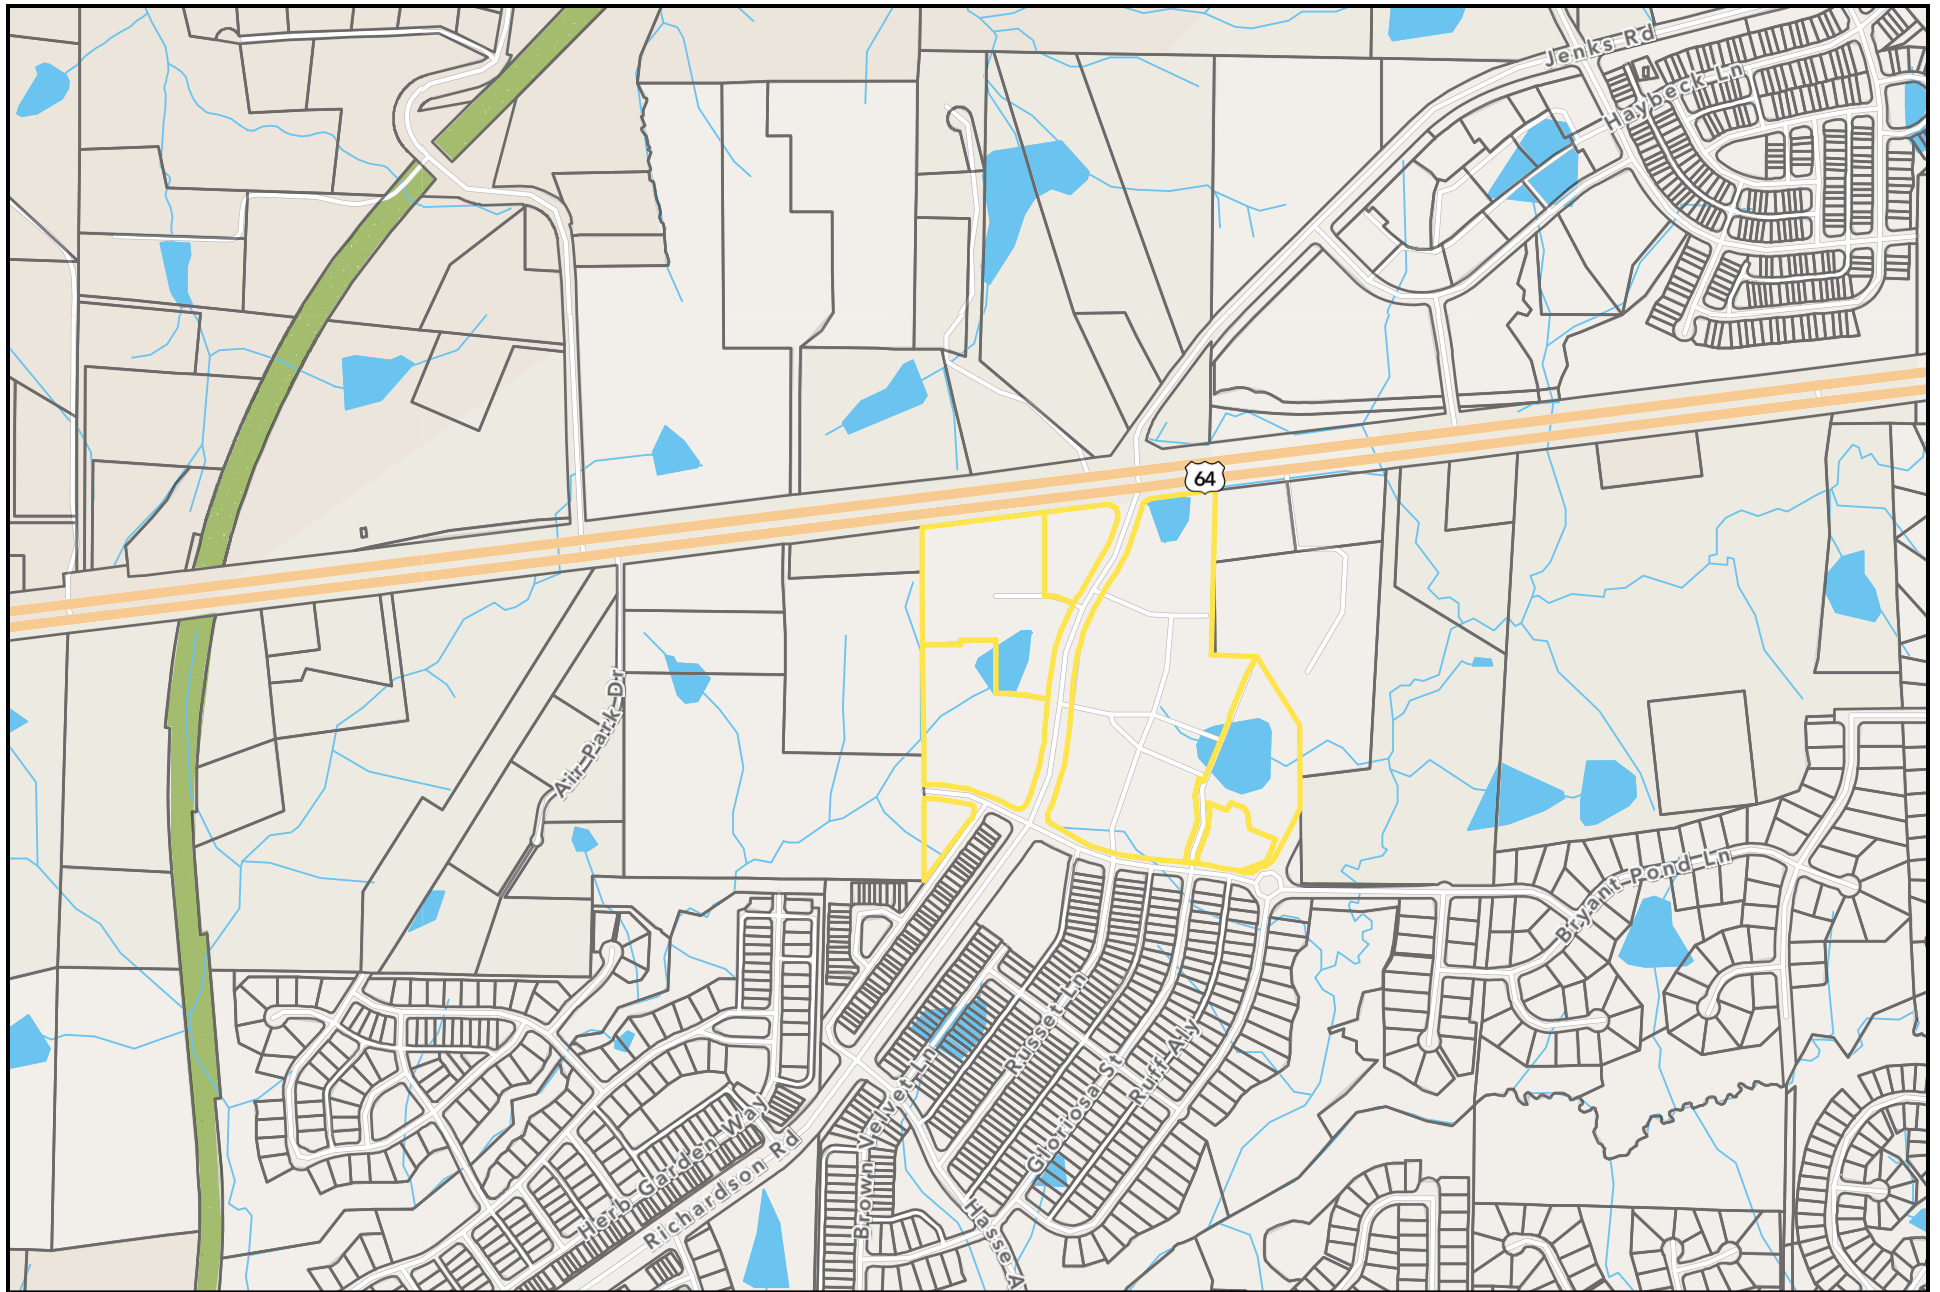 Jenks Rd
Haybeck Ln
64
Air Park Dr
Bryant Pond Ln
Russet Ln
Ruff Aly
Gloriosa St
Velvet Ln
Brown
Herb Garden Way
Richardson Rd
Hasse A